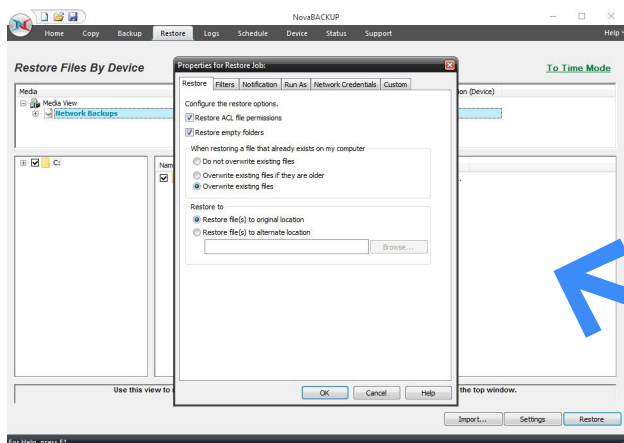 NovaBACKUP
Home Copy Backup Restore Logs Schedule Device Status Support Help
Restore Files By Device To Time Mode
Properties for Restore Job:
Restore Filters Notification Run As Network Credentials Custom
Media ion (Device)
Media View
Network Backups
Configure the restore options.
Restore ACL file permissions
Restore empty folders
When restoring a file that already exists on my computer
Do not overwrite existing files
Overwrite existing files if they are older
Overwrite existing files
C: Nam
Restore to
Restore file(s) to original location
Restore file(s) to alternate location
Browse...
OK Cancel Help
Use this view to the top window.
Import... Settings Restore
For Help, press F1